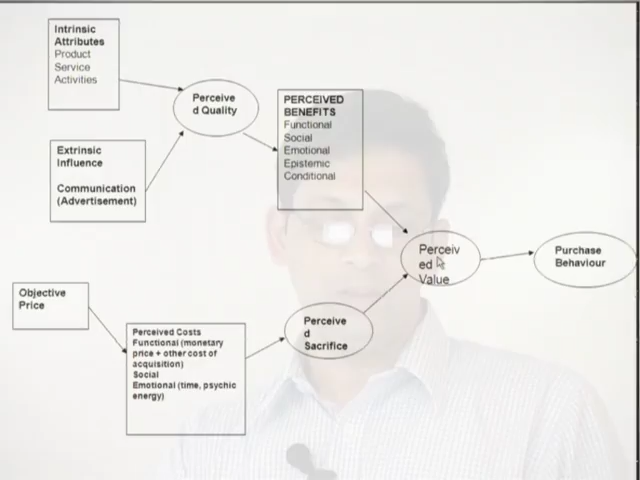 Intrinsic
Attributes
Product
Service
Activities
Perceive
d Quality
PERCEIVED
BENEFITS
Functional
Social
Emotional
Epistemic
Conditional
Extrinsic
Influence
Communication
(Advertisement)
Perceiv
ed
Value
Purchase
Behaviour
Objective
Price
Perceived Costs
Functional (monetary
price + other cost of
acquisition)
Social
Emotional (time, psychic
energy)
Perceive
d
Sacrifice